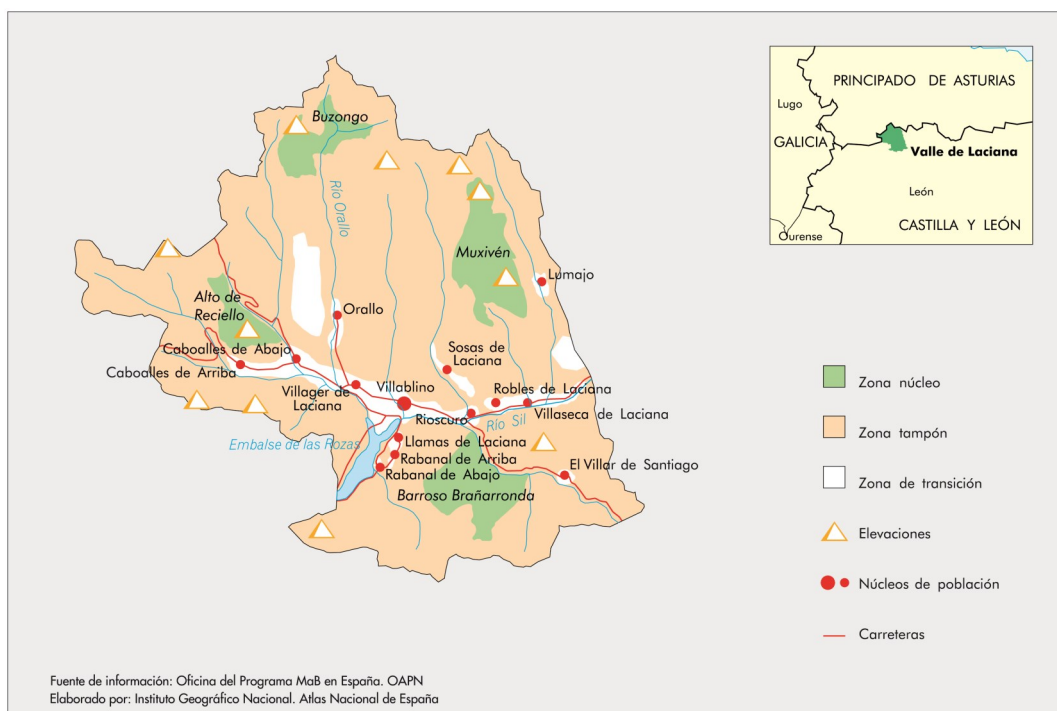 Buzongo
Río Orallo
Muxivén
Lumajo
Alto de
Reciello
Orallo
Caboalles de Abajo
Caboalles de Arriba
Sosas de
Laciana
Villager de
Laciana
Villablino
Robles de Laciana
Rioscuro
Río Sil
Villaseca de Laciana
Embalse de las Rozas
Llamas de Laciana
Rabanal de Arriba
Rabanal de Abajo
El Villar de Santiago
Barroso Brañarronda
PRINCIPADO DE ASTURIAS
Lugo
GALICIA
Valle de Laciana
León
CASTILLA Y LEÓN
Ourense
Zona núcleo
Zona tampón
Zona de transición
Elevaciones
Núcleos de población
Carreteras
Fuente de información: Oficina del Programa MaB en España. OAPN
Elaborado por: Instituto Geográfico Nacional. Atlas Nacional de España